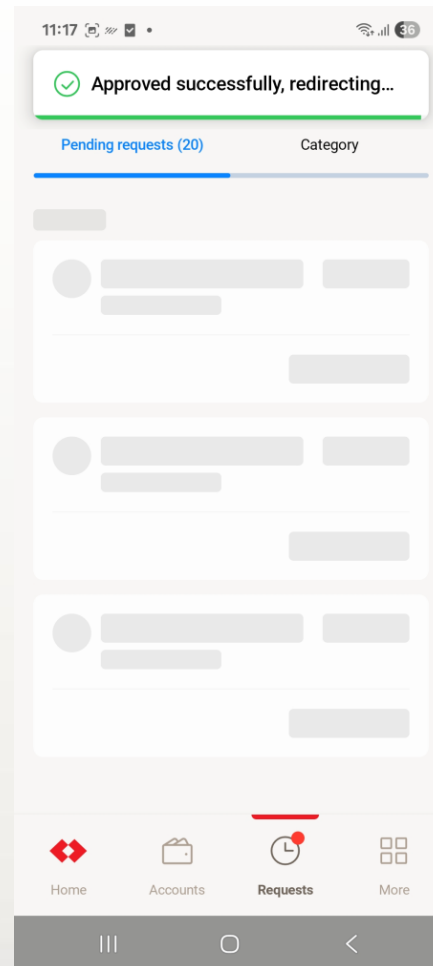 11:17
36
Approved successfully, redirecting...
Pending requests (20)
Category
Home
Accounts
Requests
More